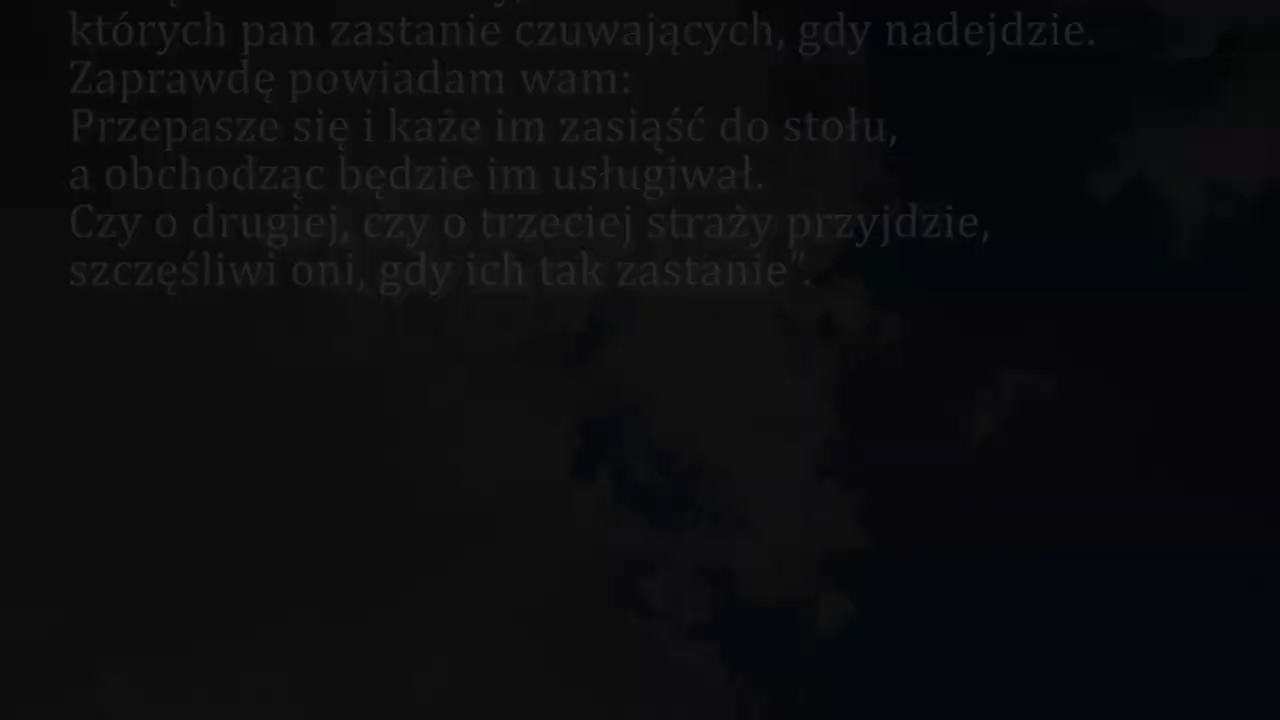 których pan zastanie czuwających, gdy nadejdzie.
Zaprawdę powiadam wam:
Przepasze się i każe im zasiąść do stołu,
a obchodząc będzie im usługiwał.
Czy o drugiej, czy o trzeciej straży przyjdzie,
szczęśliwi oni, gdy ich tak zastanie”.